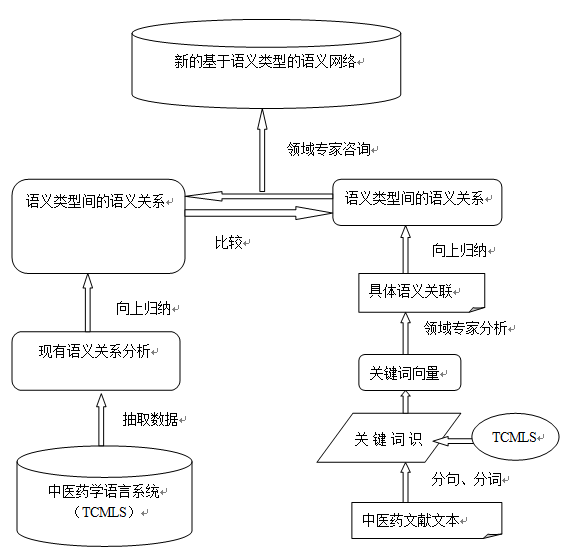 新的基于语义类型的语义网络
领域专家咨询
语义类型间的语义关系
语义类型间的语义关系
比较
向上归纳
具体语义关联
向上归纳
领域专家分析
现有语义关系分析
关键词向量
抽取数据
关键词识
TCMLS
分句、分词
中医药学语言系统
（TCMLS）
中医药文献文本